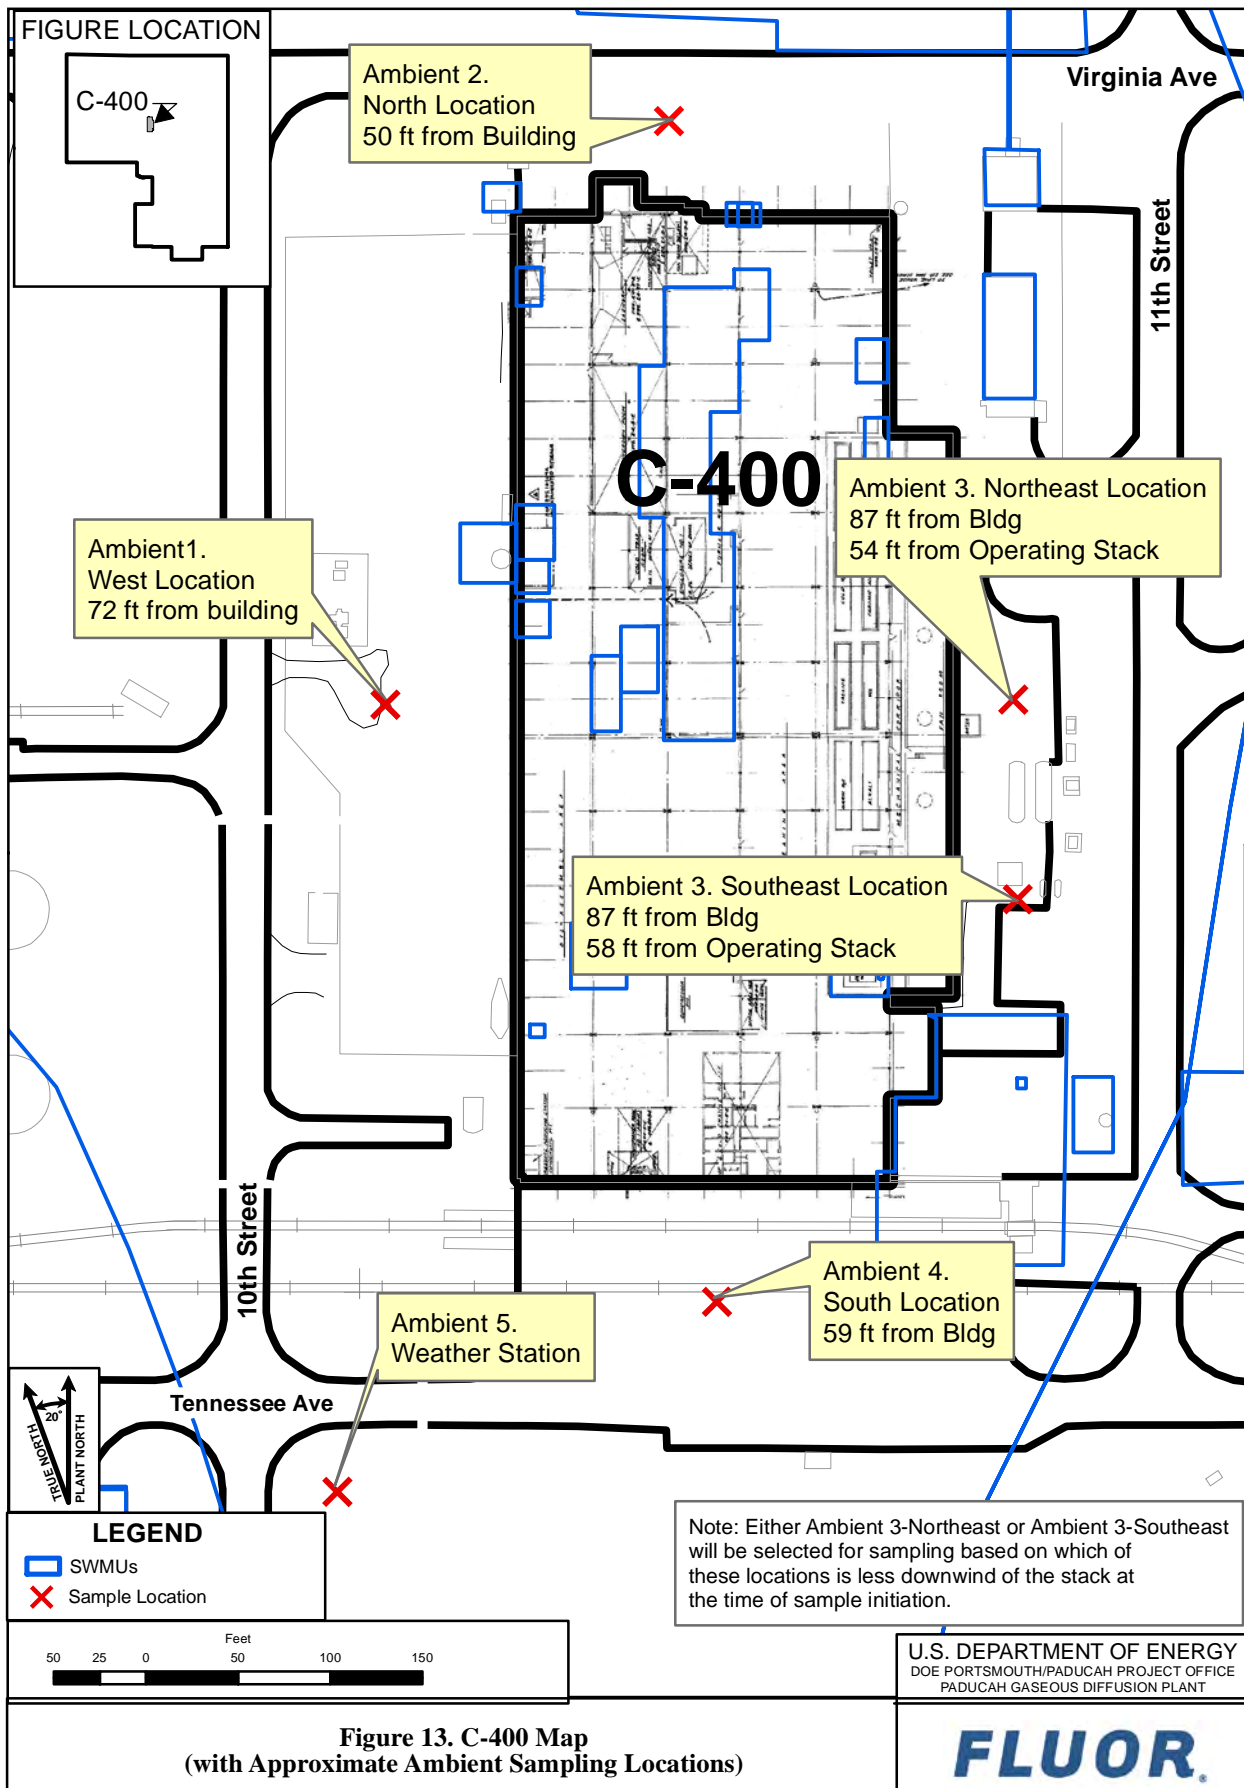 FIGURE LOCATION
C-400
Ambient 2.
North Location
50 ft from Building
Virginia Ave
11th Street
C-400
Ambient 3. Northeast Location
87 ft from Bldg
54 ft from Operating Stack
Ambient1.
West Location
72 ft from building
Ambient 3. Southeast Location
87 ft from Bldg
58 ft from Operating Stack
10th Street
Ambient 4.
South Location
59 ft from Bldg
Ambient 5.
Weather Station
Tennessee Ave
20°
TRUE NORTH
PLANT NORTH
LEGEND
SWMUs
Sample Location
Note: Either Ambient 3-Northeast or Ambient 3-Southeast
will be selected for sampling based on which of
these locations is less downwind of the stack at
the time of sample initiation.
Feet
50 25 0 50 100 150
U.S. DEPARTMENT OF ENERGY
DOE PORTSMOUTH/PADUCAH PROJECT OFFICE
PADUCAH GASEOUS DIFFUSION PLANT
Figure 13. C-400 Map
(with Approximate Ambient Sampling Locations)
FLUOR®